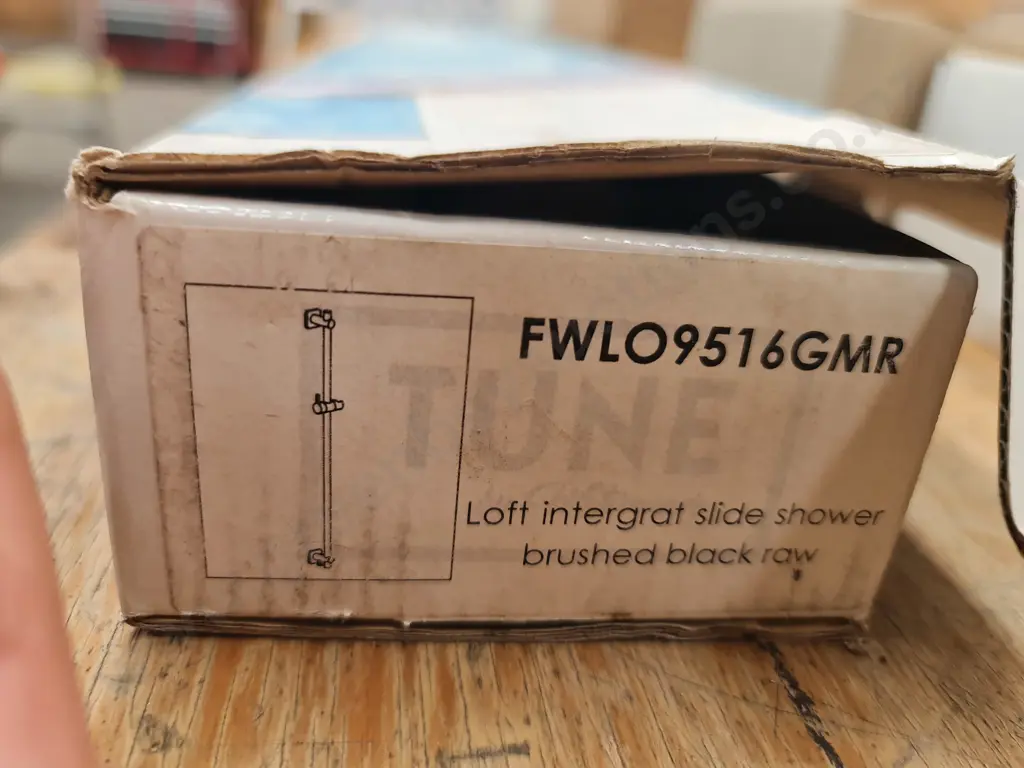 FWLO9516GMR
TUNE
Loft intergrat slide shower
brushed black raw